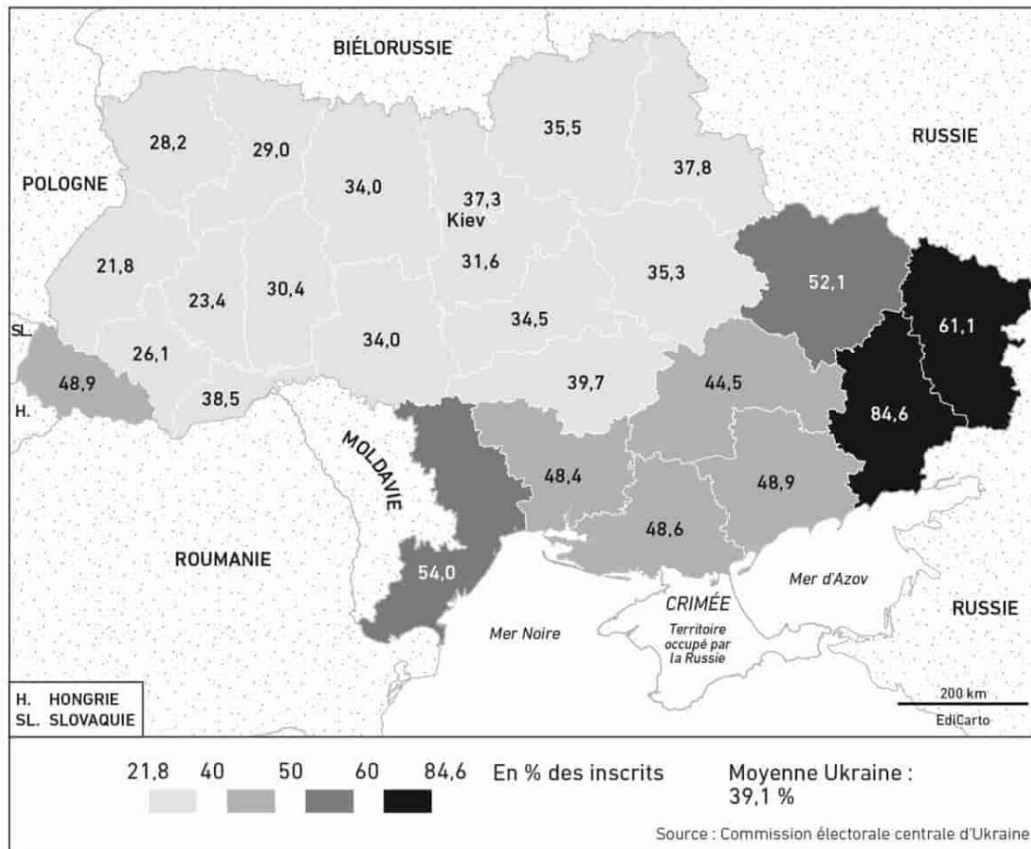 BIÉLORUSSIE
RUSSIE
POLOGNE
28,2
29,0
34,0
37,3
Kiev
35,5
37,8
21,8
23,4
30,4
31,6
35,3
52,1
61,1
SL.
26,1
34,0
34,5
48,9
38,5
39,7
44,5
84,6
H.
MOLDAVIE
48,4
48,9
48,6
ROUMANIE
54,0
Mer Noire
CRIMÉE
Territoire
occupé par
la Russie
Mer d'Azov
RUSSIE
200 km
EdiCarto
H. HONGRIE
SL. SLOVAQUIE
21,8 40 50 60 84,6 En % des inscrits
Moyenne Ukraine :
39,1 %
Source : Commission électorale centrale d'Ukraine